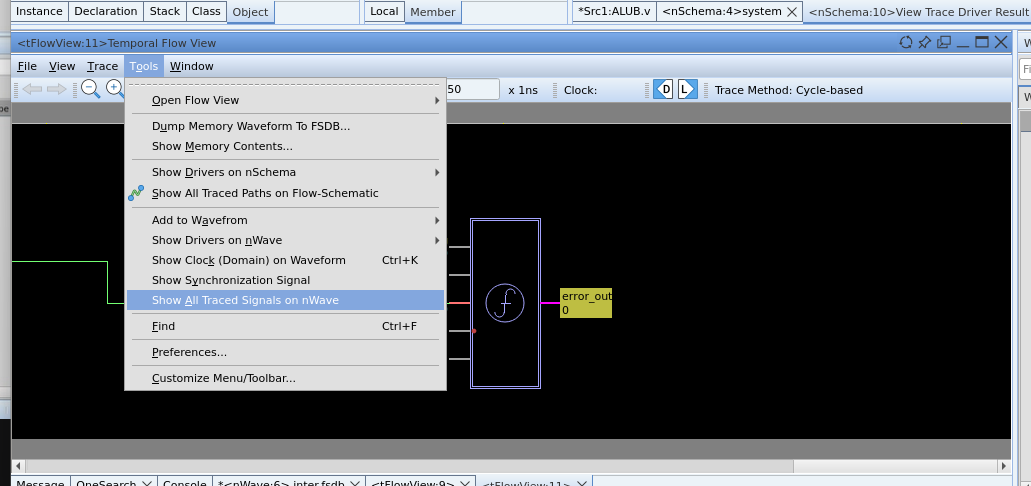 Instance Declaration Stack Class Object Local Member *Src1:ALUB.v <nSchema:4>system <nSchema:10>View Trace Driver Result
<tFlowView:11>Temporal Flow View
File View Trace Tools Window
50 x 1ns Clock: D L Trace Method: Cycle-based
Open Flow View
Dump Memory Waveform To FSDB...
Show Memory Contents...
Show Drivers on nSchema
Show All Traced Paths on Flow-Schematic
Add to Wavefrom
Show Drivers on nWave
Show Clock (Domain) on Waveform Ctrl+K
Show Synchronization Signal
Show All Traced Signals on nWave
Find Ctrl+F
Preferences...
Customize Menu/Toolbar...
error_out
0
Message OneSearch Console *<nWave:6> inter.fsdb <tFlowView:9> <tFlowView:11>